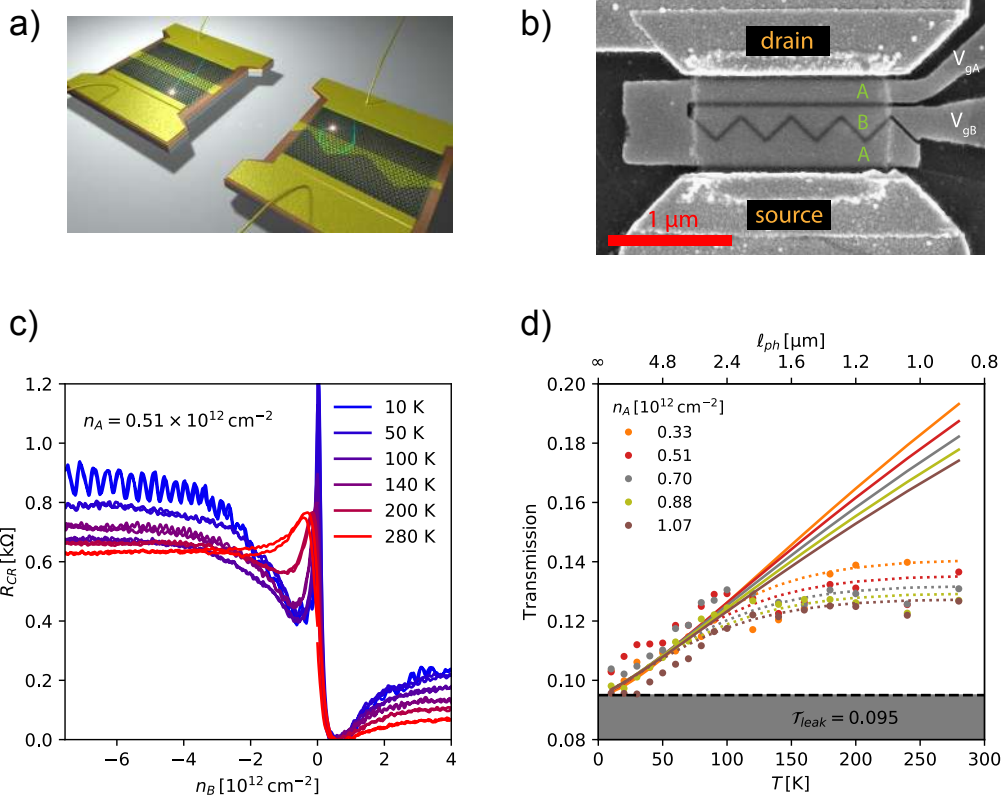 a)
b)
drain
A
B
A
V_gA
V_gB
source
1 μm
c)
d)
n_A = 0.51 × 10^12 cm^−2
10 K
50 K
100 K
140 K
200 K
280 K
1.2
1.0
0.8
0.6
0.4
0.2
0.0
−6 −4 −2 0 2 4
R_CR [kΩ]
n_B [10^12 cm^−2]
ℓ_ph [μm]
∞ 4.8 2.4 1.6 1.2 1.0 0.8
n_A [10^12 cm^−2]
0.33
0.51
0.70
0.88
1.07
0.20
0.18
0.16
0.14
0.12
0.10
0.08
Transmission
𝒯_leak = 0.095
0 50 100 150 200 250 300
T [K]